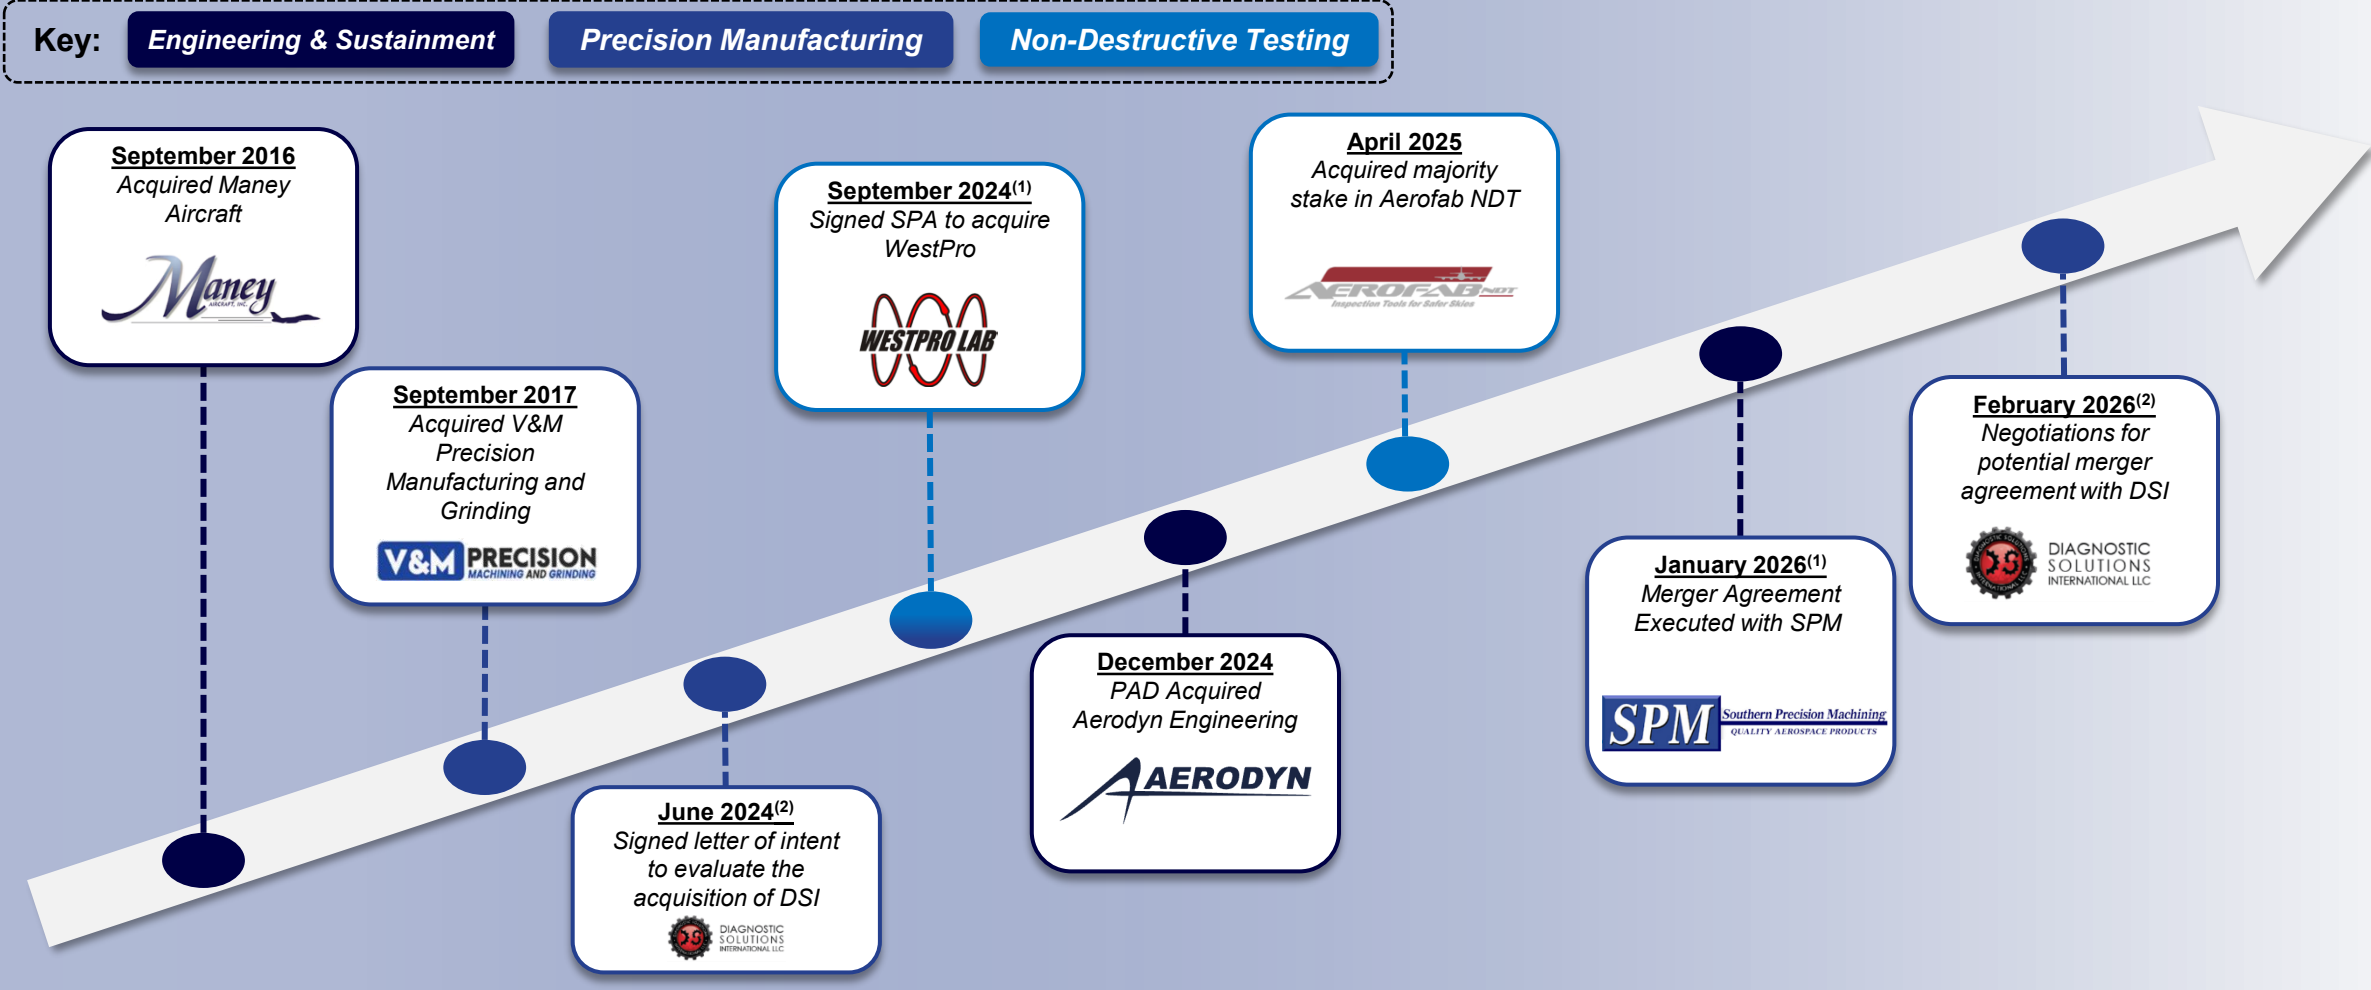 Key:
Engineering & Sustainment
Precision Manufacturing
Non-Destructive Testing
September 2016
Acquired Maney
Aircraft
Maney
AIRCRAFT, INC.
September 2017
Acquired V&M
Precision
Manufacturing and
Grinding
V&M PRECISION
MACHINING AND GRINDING
June 2024(2)
Signed letter of intent
to evaluate the
acquisition of DSI
DIAGNOSTIC
SOLUTIONS
INTERNATIONAL LLC
September 2024(1)
Signed SPA to acquire
WestPro
WESTPRO LAB
December 2024
PAD Acquired
Aerodyn Engineering
AERODYN
April 2025
Acquired majority
stake in Aerofab NDT
AEROFAB NDT
Inspection Tools for Safer Skies
January 2026(1)
Merger Agreement
Executed with SPM
SPM Southern Precision Machining
QUALITY AEROSPACE PRODUCTS
February 2026(2)
Negotiations for
potential merger
agreement with DSI
DIAGNOSTIC
SOLUTIONS
INTERNATIONAL LLC